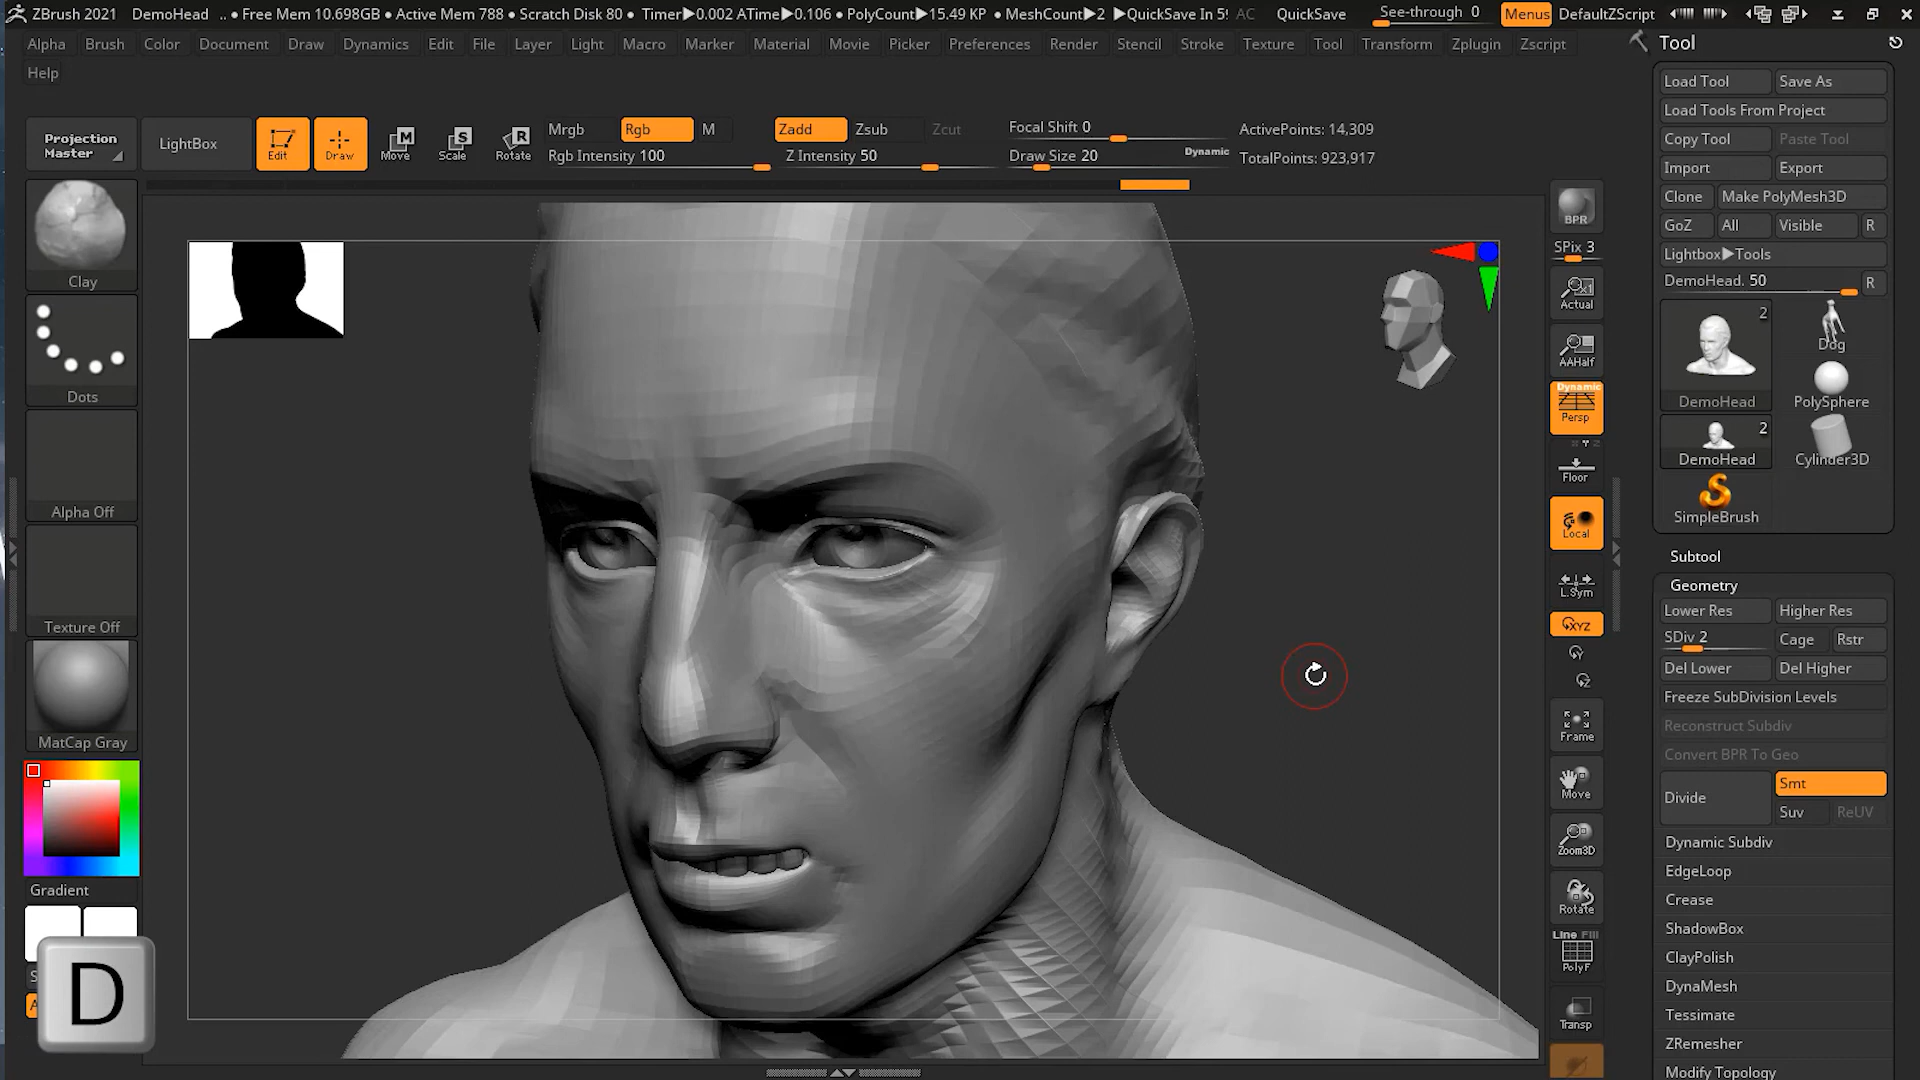 ZBrush 2021 DemoHead .. • Free Mem 10.698GB • Active Mem 788 • Scratch Disk 80 • Timer▶0.002 ATime▶0.106 • PolyCount▶15.49 KP • MeshCount▶2 ▶QuickSave In 5 AC QuickSave See-through 0 Menus DefaultZScript
Alpha Brush Color Document Draw Dynamics Edit File Layer Light Macro Marker Material Movie Picker Preferences Render Stencil Stroke Texture Tool Transform Zplugin Zscript
Help
Projection Master
LightBox
Edit
Draw
M
Move
S
Scale
R
Rotate
Mrgb Rgb M
Rgb Intensity 100
Zadd Zsub Zcut
Z Intensity 50
Focal Shift 0
Draw Size 20
Dynamic
ActivePoints: 14,309
TotalPoints: 923,917
Clay
Dots
Alpha Off
Texture Off
MatCap Gray
Gradient
S
A
D
BPR
SPix 3
x1
Actual
AAHalf
Dynamic
Persp
X Y Z
Floor
Local
L.Sym
XYZ
Y
Z
Frame
Move
Zoom3D
Rotate
Line Fill
PolyF
Transp
Tool
Load Tool Save As
Load Tools From Project
Copy Tool Paste Tool
Import Export
Clone Make PolyMesh3D
GoZ All Visible R
Lightbox▶Tools
DemoHead. 50 R
2
DemoHead
Dog
PolySphere
2
DemoHead
Cylinder3D
SimpleBrush
Subtool
Geometry
Lower Res Higher Res
SDiv 2 Cage Rstr
Del Lower Del Higher
Freeze SubDivision Levels
Reconstruct Subdiv
Convert BPR To Geo
Divide
Smt
Suv ReUV
Dynamic Subdiv
EdgeLoop
Crease
ShadowBox
ClayPolish
DynaMesh
Tessimate
ZRemesher
Modify Topology